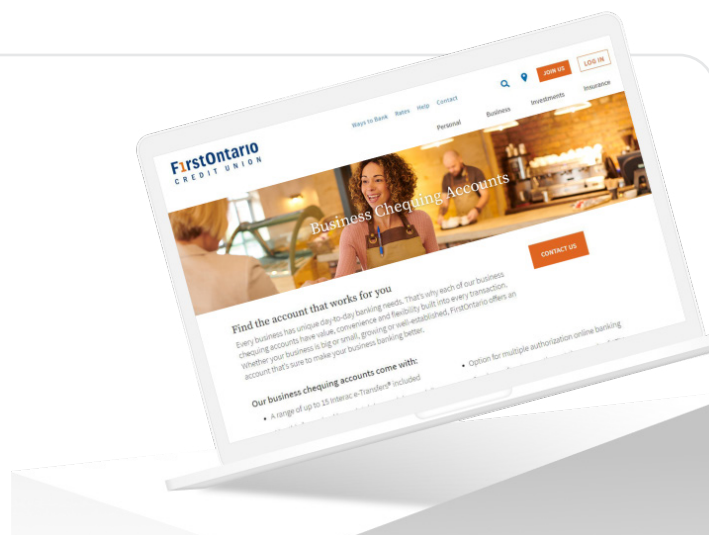 FirstOntario
CREDIT UNION
Ways to Bank Rates Help Contact
JOIN US
LOG IN
Personal Business Investments Insurance
Business Chequing Accounts
Find the account that works for you
Every business has unique day-to-day banking needs. That's why each of our business
chequing accounts have value, convenience and flexibility built into every transaction.
Whether your business is big or small, growing or well-established, FirstOntario offers an
account that's sure to make your business banking better.
CONTACT US
Our business chequing accounts come with:
• A range of up to 15 Interac e-Transfers® included
• Option for multiple authorization online banking